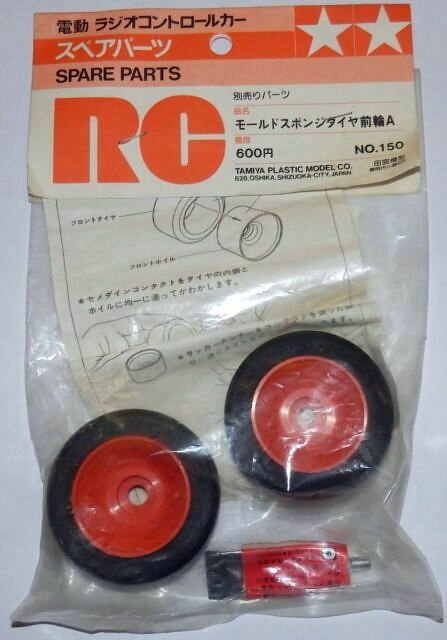 電動 ラジオコントロールカー
スペアパーツ
SPARE PARTS
RC
別売りパーツ
品名
モールドスポンジタイヤ前輪A
価段
600円
NO.150
TAMIYA PLASTIC MODEL CO.
628, OSHIKA, SHIZUOKA-CITY, JAPAN.
田宮模型
フロントタイヤ
フロントホイル
★セメダインコンタクトをタイヤの内側と
ホイルに均一に塗ってかわかします。